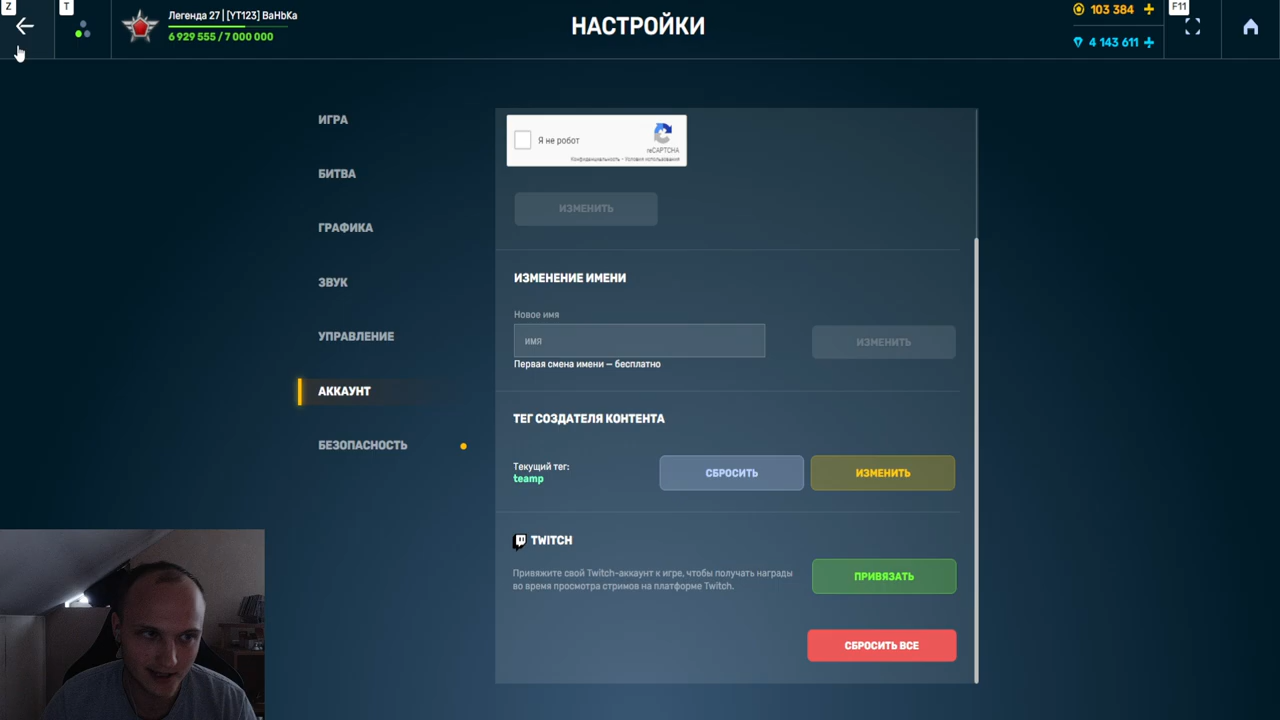 Z
T
Легенда 27 | [YT123] BaHbKa
6 929 555 / 7 000 000
НАСТРОЙКИ
103 384 +
4 143 611 +
F11
ИГРА
БИТВА
ГРАФИКА
ЗВУК
УПРАВЛЕНИЕ
АККАУНТ
БЕЗОПАСНОСТЬ
Я не робот
reCAPTCHA
Конфиденциальность - Условия использования
ИЗМЕНИТЬ
ИЗМЕНЕНИЕ ИМЕНИ
Новое имя
имя
ИЗМЕНИТЬ
Первая смена имени — бесплатно
ТЕГ СОЗДАТЕЛЯ КОНТЕНТА
Текущий тег:
teamp
СБРОСИТЬ
ИЗМЕНИТЬ
TWITCH
Привяжите свой Twitch-аккаунт к игре, чтобы получать награды
во время просмотра стримов на платформе Twitch.
ПРИВЯЗАТЬ
СБРОСИТЬ ВСЕ